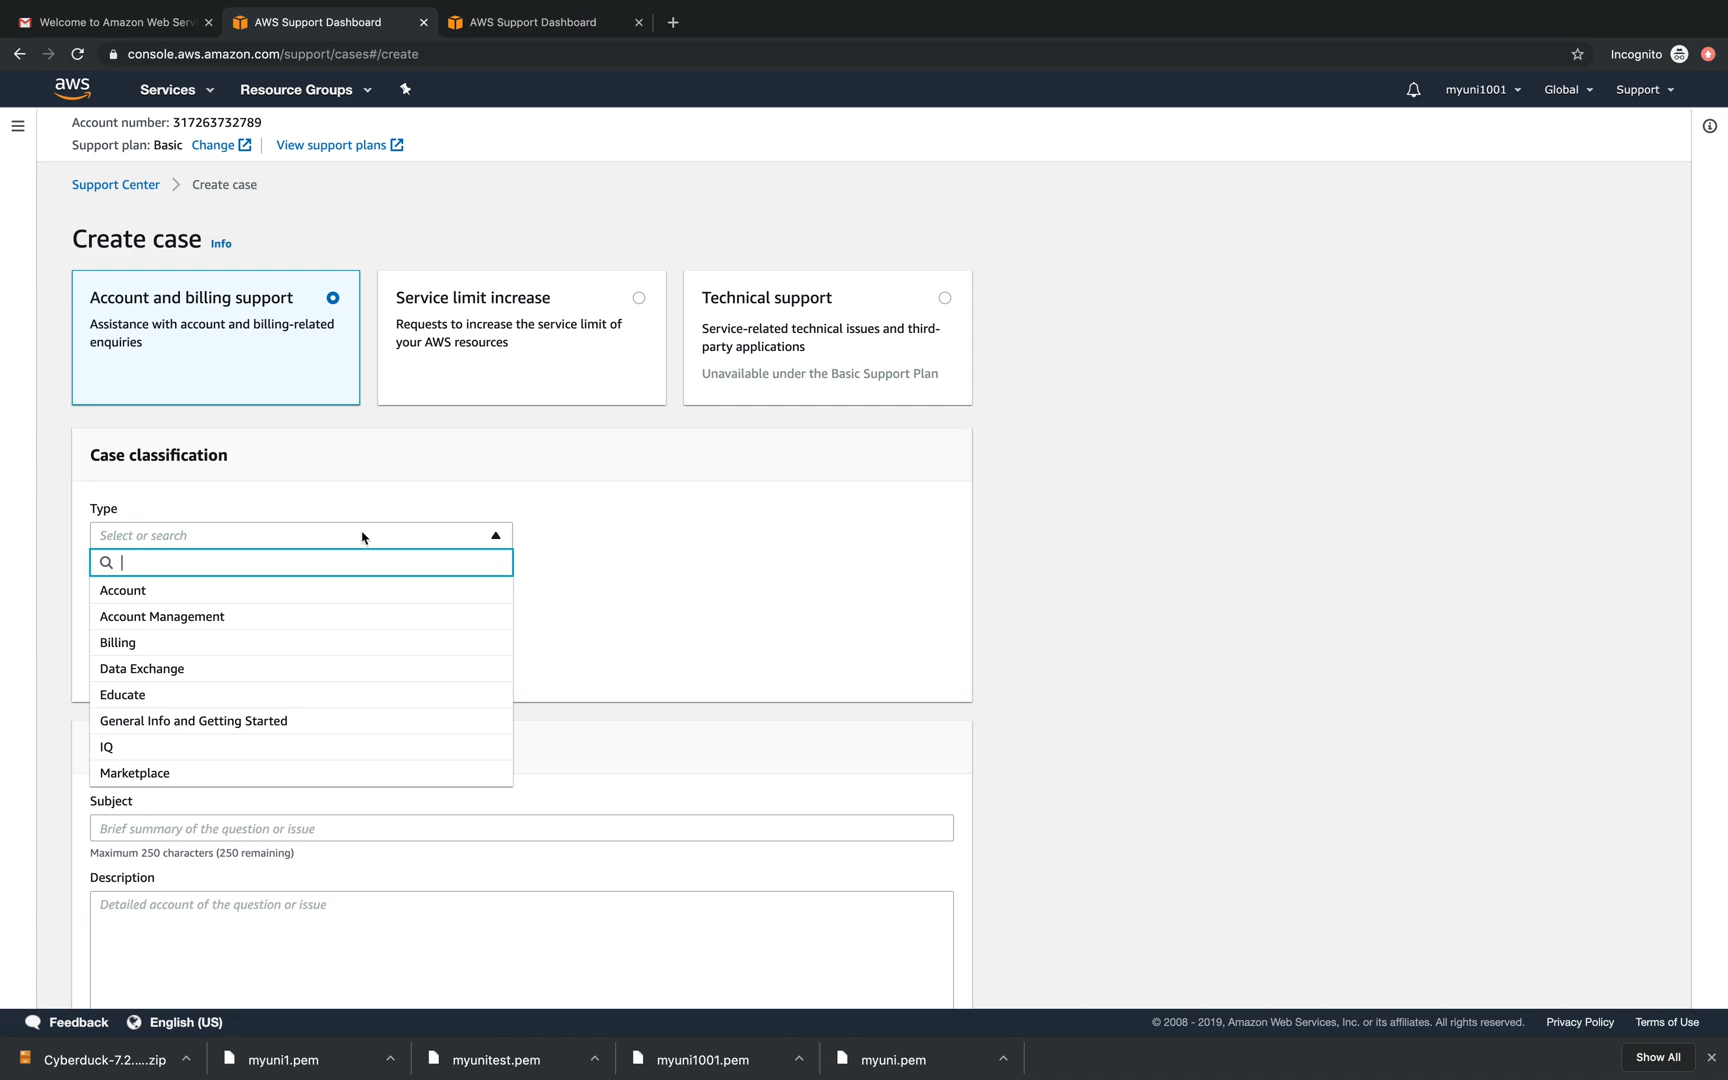 Welcome to Amazon Web Serv
AWS Support Dashboard
AWS Support Dashboard
console.aws.amazon.com/support/cases#/create
Incognito
aws
Services
Resource Groups
myuni1001
Global
Support
Account number: 317263732789
Support plan: Basic Change
View support plans
Support Center
Create case
Create case Info
Account and billing support
Assistance with account and billing-related
enquiries
Service limit increase
Requests to increase the service limit of
your AWS resources
Technical support
Service-related technical issues and third-
party applications
Unavailable under the Basic Support Plan
Case classification
Type
Select or search
Account
Account Management
Billing
Data Exchange
Educate
General Info and Getting Started
IQ
Marketplace
Subject
Brief summary of the question or issue
Maximum 250 characters (250 remaining)
Description
Detailed account of the question or issue
Feedback
English (US)
© 2008 - 2019, Amazon Web Services, Inc. or its affiliates. All rights reserved.
Privacy Policy
Terms of Use
Cyberduck-7.2.....zip
myuni1.pem
myunitest.pem
myuni1001.pem
myuni.pem
Show All